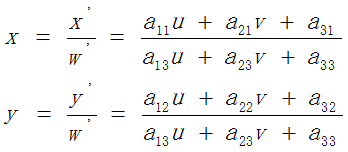 x = x' / w' = (a₁₁u + a₂₁v + a₃₁) / (a₁₃u + a₂₃v + a₃₃)
y = y' / w' = (a₁₂u + a₂₂v + a₃₂) / (a₁₃u + a₂₃v + a₃₃)